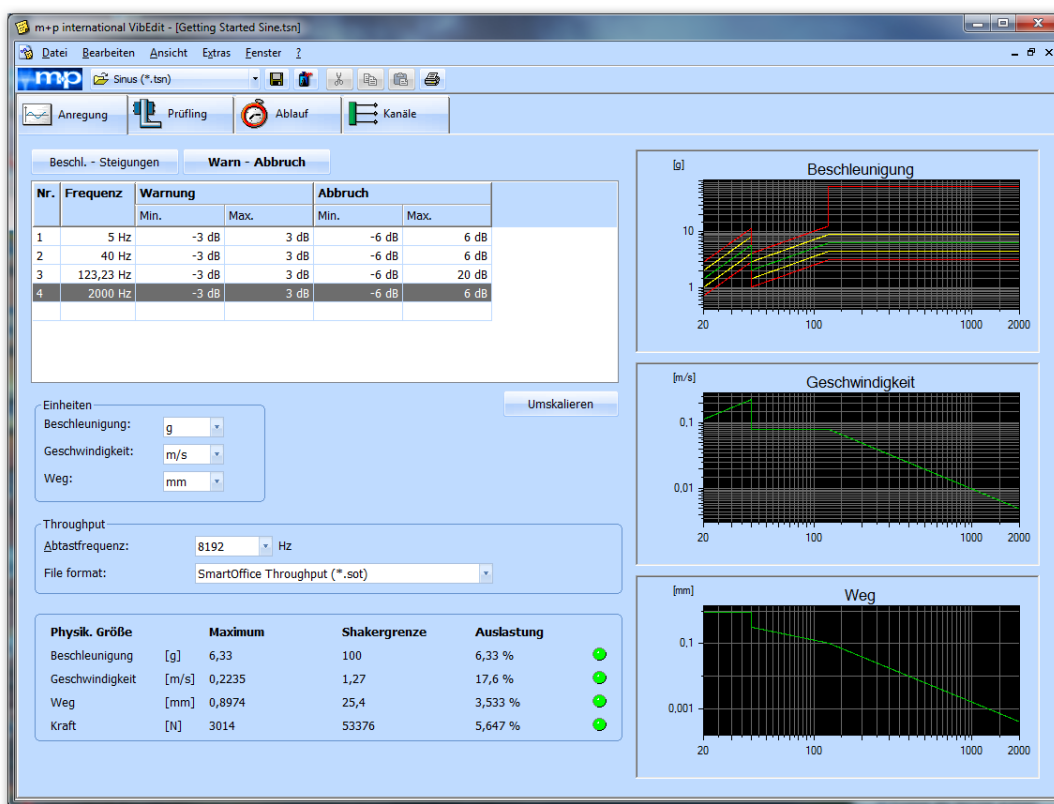 m+p international VibEdit - [Getting Started Sine.tsn]
Datei Bearbeiten Ansicht Extras Fenster ?
mp Sinus (*.tsn)
Anregung Prüfling Ablauf Kanäle
Beschl. - Steigungen Warn - Abbruch
Nr. Frequenz Warnung Abbruch
Min. Max. Min. Max.
1 5 Hz -3 dB 3 dB -6 dB 6 dB
2 40 Hz -3 dB 3 dB -6 dB 6 dB
3 123,23 Hz -3 dB 3 dB -6 dB 20 dB
4 2000 Hz -3 dB 3 dB -6 dB 6 dB
Umskalieren
Einheiten
Beschleunigung: g
Geschwindigkeit: m/s
Weg: mm
Throughput
Abtastfrequenz: 8192 Hz
File format: SmartOffice Throughput (*.sot)
Physik. Größe Maximum Shakergrenze Auslastung
Beschleunigung [g] 6,33 100 6,33 %
Geschwindigkeit [m/s] 0,2235 1,27 17,6 %
Weg [mm] 0,8974 25,4 3,533 %
Kraft [N] 3014 53376 5,647 %
[g] Beschleunigung
10
1
20 100 1000 2000
[m/s] Geschwindigkeit
0,1
0,01
20 100 1000 2000
[mm] Weg
0,1
0,001
20 100 1000 2000